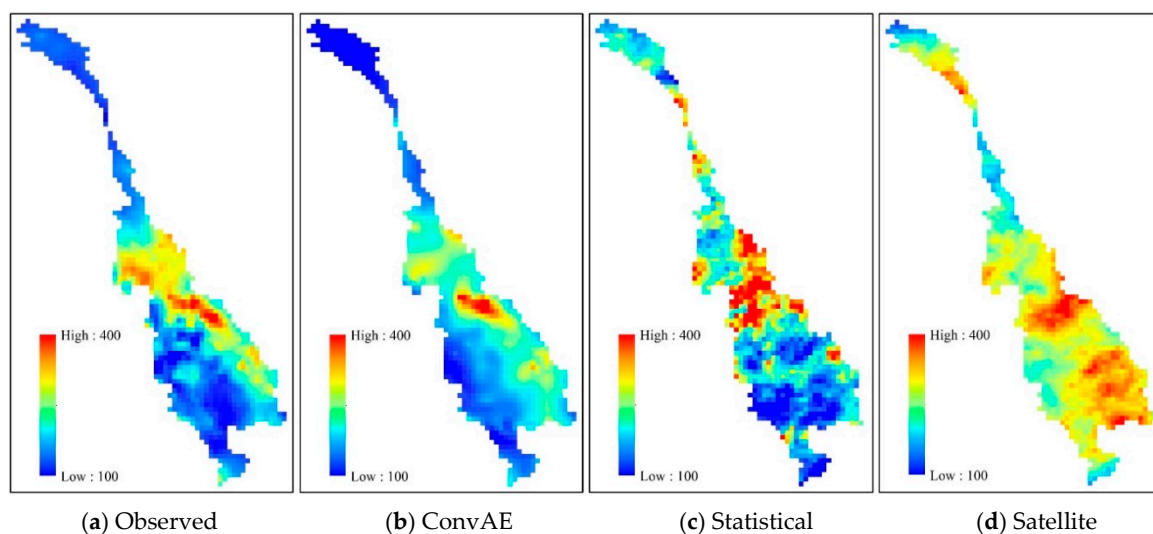 High : 400
Low : 100
High : 400
Low : 100
High : 400
Low : 100
High : 400
Low : 100
(a) Observed
(b) ConvAE
(c) Statistical
(d) Satellite